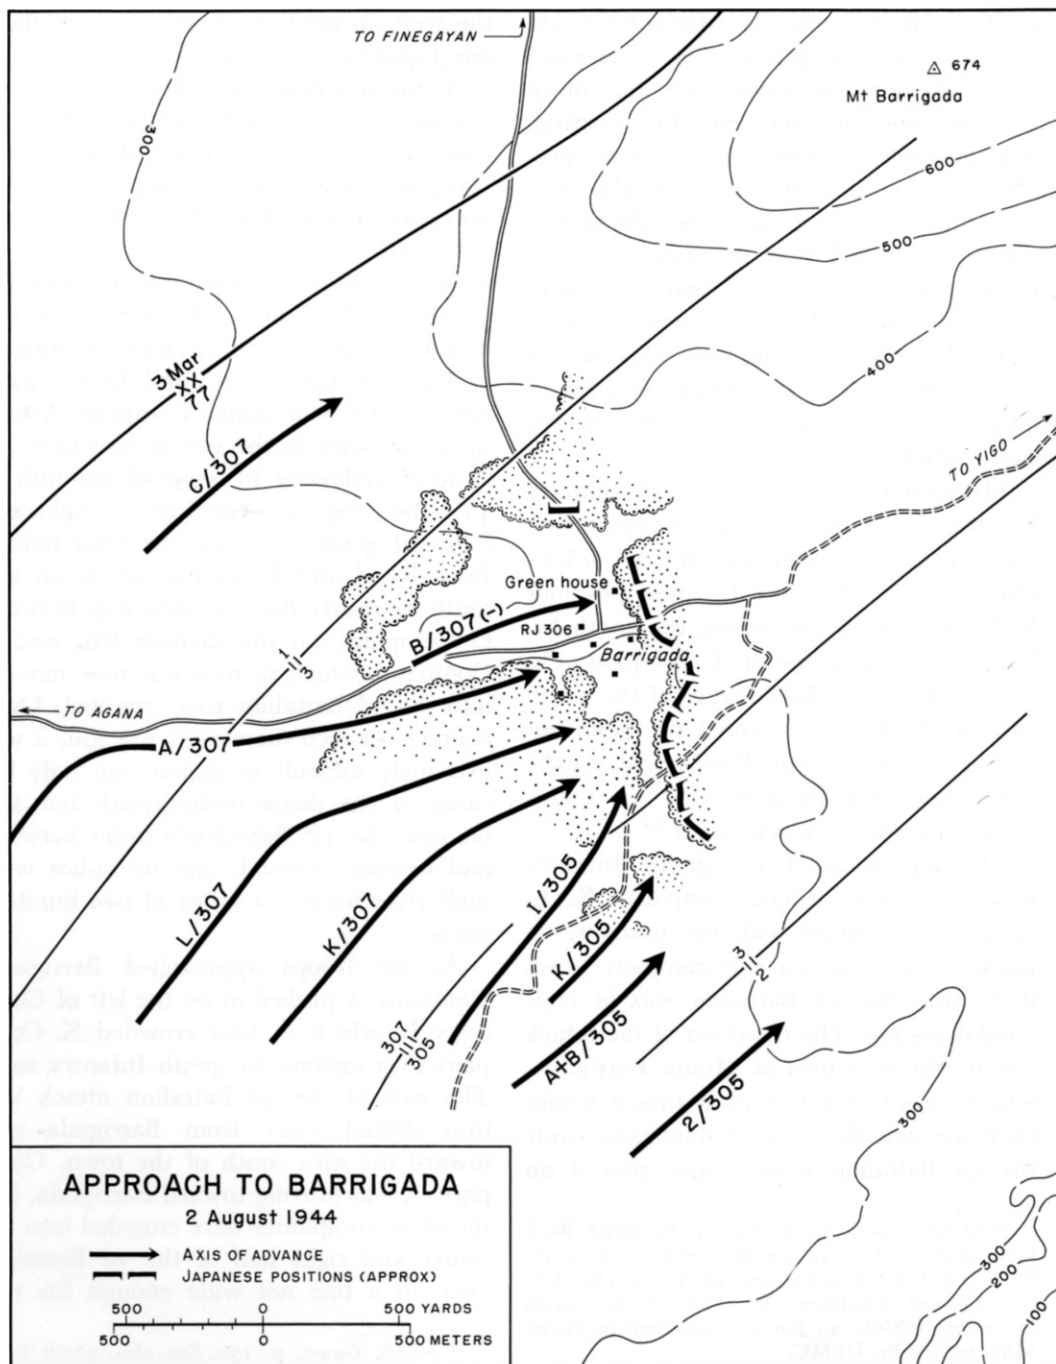 TO FINEGAYAN
674
Mt Barrigada
300
600
500
400
3 Mar
XX
77
C/307
TO YIGO
Green house
B/307 (-)
RJ 306
Barrigada
1
3
TO AGANA
A/307
L/307
K/307
I/305
K/305
307
III
305
A+B/305
3
2
2/305
300
300
200
100
APPROACH TO BARRIGADA
2 August 1944
AXIS OF ADVANCE
JAPANESE POSITIONS (APPROX)
500 0 500 YARDS
500 0 500 METERS